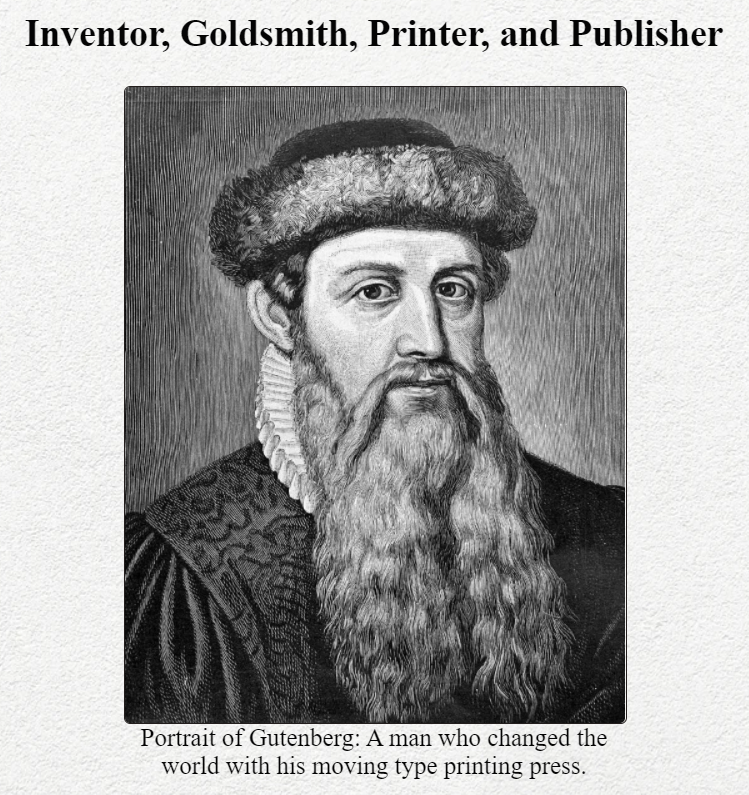 Inventor, Goldsmith, Printer, and Publisher
Portrait of Gutenberg: A man who changed the
world with his moving type printing press.